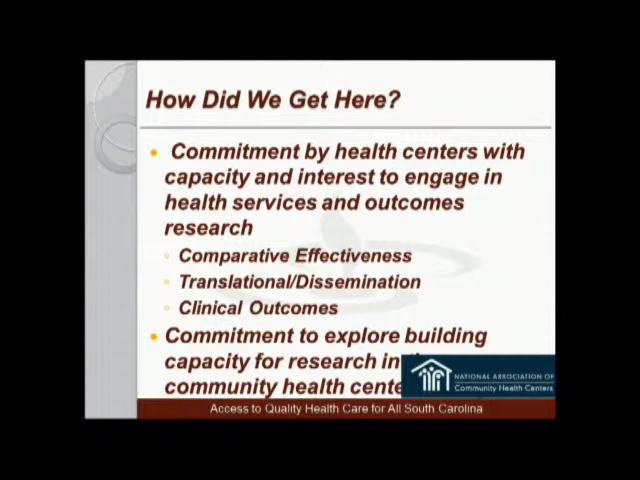 How Did We Get Here?
Commitment by health centers with
capacity and interest to engage in
health services and outcomes
research
Comparative Effectiveness
Translational/Dissemination
Clinical Outcomes
Commitment to explore building
capacity for research in
community health
NATIONAL ASSOCIATION OF
Community Health Centers
Access to Quality Health Care for All South Carolina